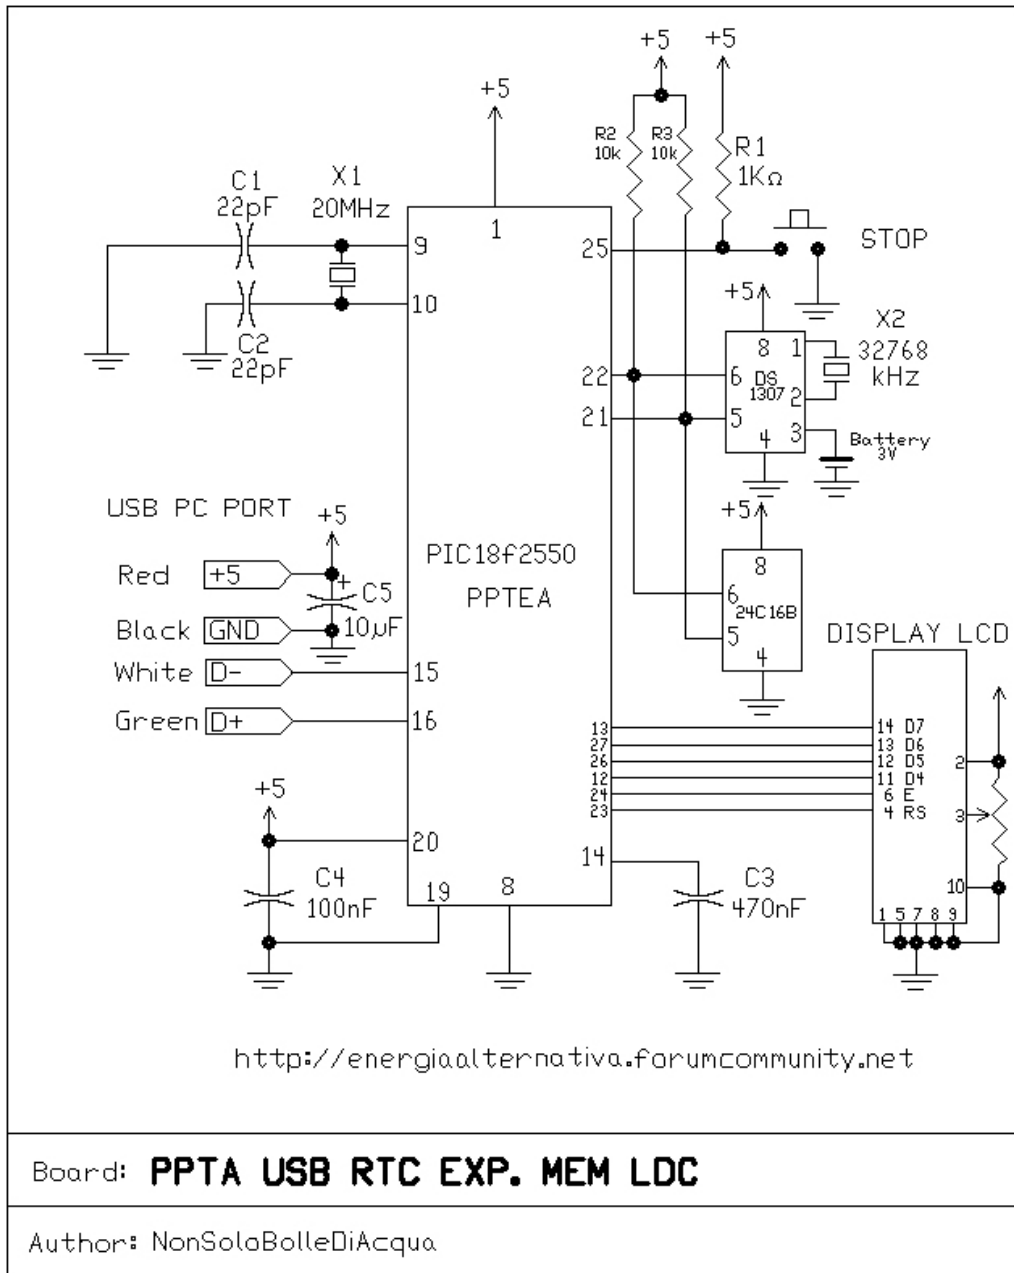 +5
+5
+5
R2
10k
R3
10k
R1
1KΩ
C1
22pF
X1
20MHz
1
9
25
STOP
10
C2
22pF
+5
X2
32768
kHz
8
1
22
6
DS
1307
2
21
5
4
3
Battery
3V
USB PC PORT
+5
+5
PIC18f2550
PPTEA
8
Red
+5
+
C5
10µF
6
24C16B
Black
GND
5
4
DISPLAY LCD
White
D-
15
Green
D+
16
13
14 D7
27
13 D6
26
12 D5
2
12
11 D4
24
6 E
23
4 RS
3
+5
20
14
C4
100nF
19
8
C3
470nF
10
1 5 7 8 9
http://energiaalternativa.forumcommunity.net
Board: PPTA USB RTC EXP. MEM LDC
Author: NonSoloBolleDiAcqua